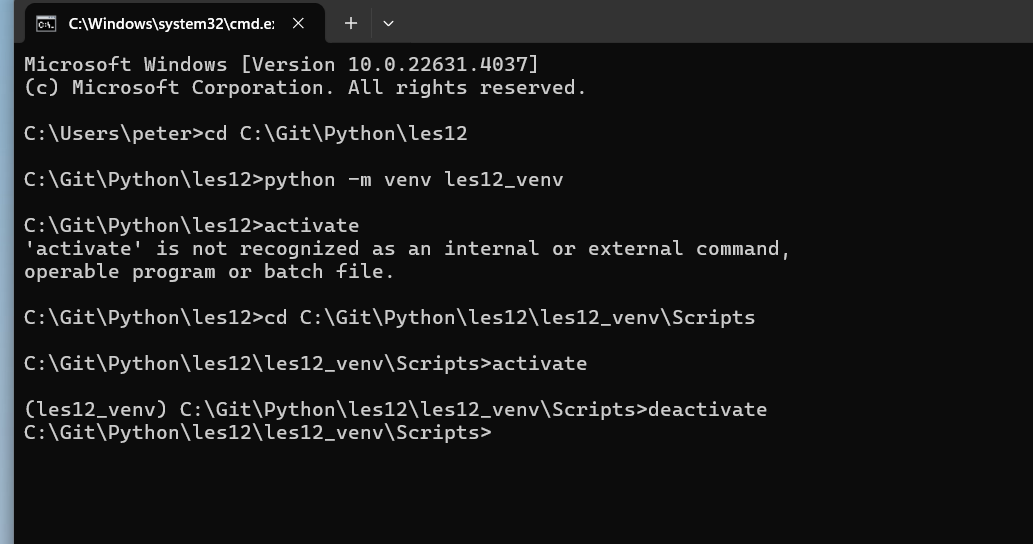 C:\Windows\system32\cmd.e
Microsoft Windows [Version 10.0.22631.4037]
(c) Microsoft Corporation. All rights reserved.
C:\Users\peter>cd C:\Git\Python\les12
C:\Git\Python\les12>python -m venv les12_venv
C:\Git\Python\les12>activate
'activate' is not recognized as an internal or external command,
operable program or batch file.
C:\Git\Python\les12>cd C:\Git\Python\les12\les12_venv\Scripts
C:\Git\Python\les12\les12_venv\Scripts>activate
(les12_venv) C:\Git\Python\les12\les12_venv\Scripts>deactivate
C:\Git\Python\les12\les12_venv\Scripts>